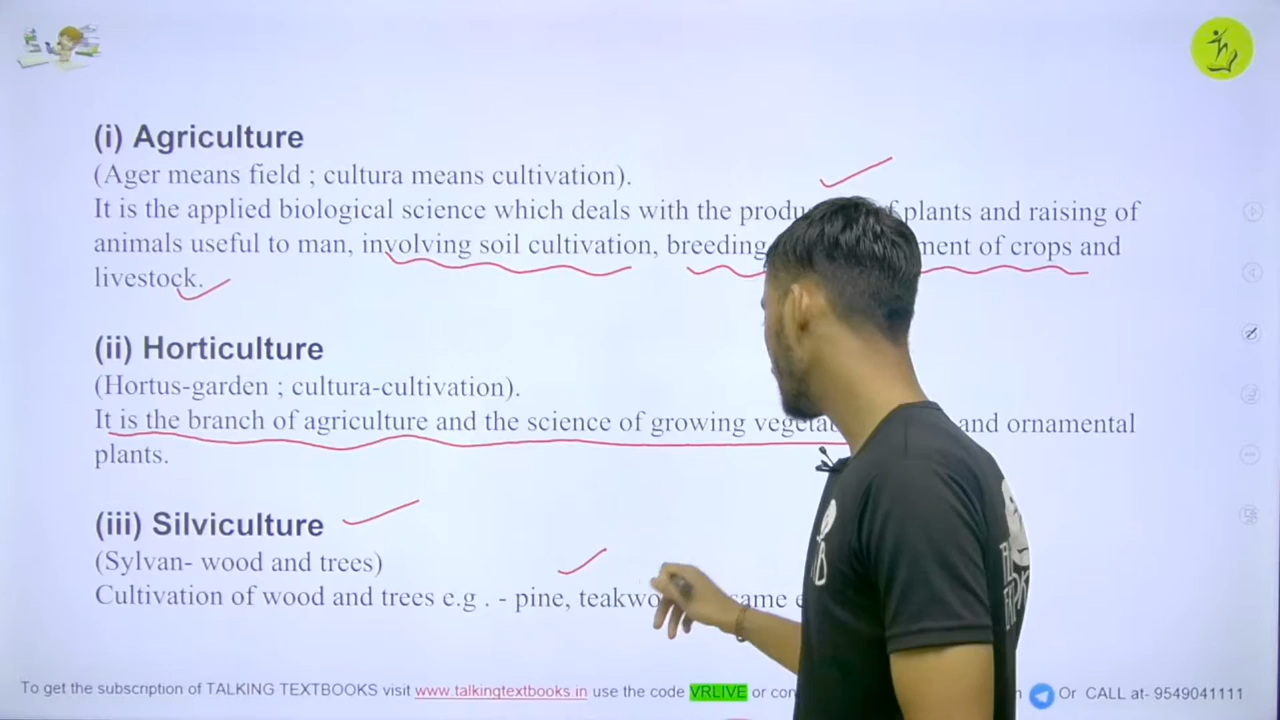 (i) Agriculture
(Ager means field ; cultura means cultivation).
It is the applied biological science which deals with the plants and raising of
animals useful to man, involving soil cultivation, breeding of crops and
livestock.
(ii) Horticulture
(Hortus-garden ; cultura-cultivation).
It is the branch of agriculture and the science of growing and ornamental
plants.
(iii) Silviculture
(Sylvan- wood and trees)
Cultivation of wood and trees e.g . - pine, same
To get the subscription of TALKING TEXTBOOKS visit www.talkingtextbooks.in use the code VRLIVE or Or CALL at- 9549041111